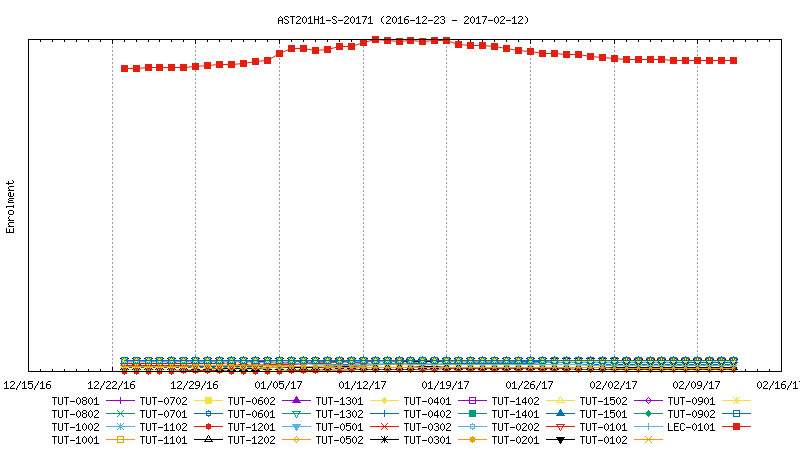 AST201H1-S-20171 (2016-12-23 - 2017-02-12)
Enrolment
12/15/16 12/22/16 12/29/16 01/05/17 01/12/17 01/19/17 01/26/17 02/02/17 02/09/17 02/16/17
TUT-0801 TUT-0702 TUT-0602 TUT-1301 TUT-0401 TUT-1402 TUT-1502 TUT-0901
TUT-0802 TUT-0701 TUT-0601 TUT-1302 TUT-0402 TUT-1401 TUT-1501 TUT-0902
TUT-1002 TUT-1102 TUT-1201 TUT-0501 TUT-0302 TUT-0202 TUT-0101 LEC-0101
TUT-1001 TUT-1101 TUT-1202 TUT-0502 TUT-0301 TUT-0201 TUT-0102